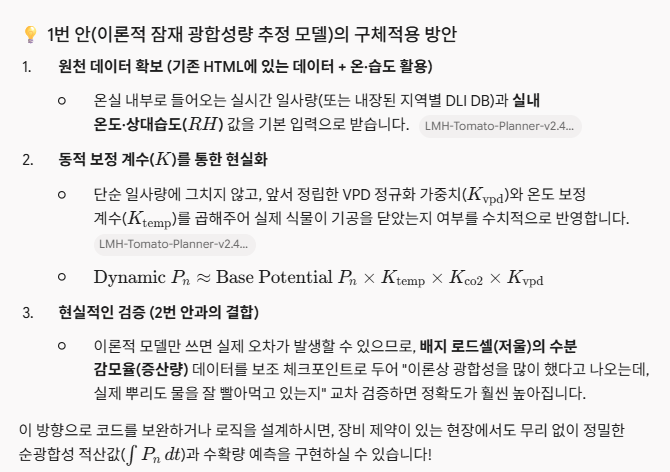 💡 1번 안(이론적 잠재 광합성량 추정 모델)의 구체적용 방안
1. 원천 데이터 확보 (기존 HTML에 있는 데이터 + 온·습도 활용)
○ 온실 내부로 들어오는 실시간 일사량(또는 내장된 지역별 DLI DB)과 실내
온도·상대습도(RH) 값을 기본 입력으로 받습니다. LMH-Tomato-Planner-v2.4...
2. 동적 보정 계수(K)를 통한 현실화
○ 단순 일사량에 그치지 않고, 앞서 정립한 VPD 정규화 가중치(K_vpd)와 온도 보정
계수(K_temp)를 곱해주어 실제 식물이 기공을 닫았는지 여부를 수치적으로 반영합니다.
LMH-Tomato-Planner-v2.4...
○ Dynamic P_n ≈ Base Potential P_n × K_temp × K_co2 × K_vpd
3. 현실적인 검증 (2번 안과의 결합)
○ 이론적 모델만 쓰면 실제 오차가 발생할 수 있으므로, 배지 로드셀(저울)의 수분
감모율(증산량) 데이터를 보조 체크포인트로 두어 "이론상 광합성을 많이 했다고 나오는데,
실제 뿌리도 물을 잘 빨아먹고 있는지" 교차 검증하면 정확도가 훨씬 높아집니다.
이 방향으로 코드를 보완하거나 로직을 설계하시면, 장비 제약이 있는 현장에서도 무리 없이 정밀한
순광합성 적산값(∫ P_n dt)과 수확량 예측을 구현하실 수 있습니다!